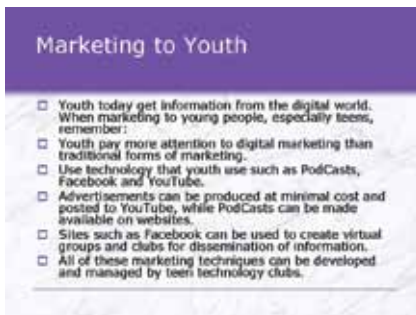 Marketing to Youth
Youth today get information from the digital world.
When marketing to young people, especially teens,
remember:
Youth pay more attention to digital marketing than
traditional forms of marketing.
Use technology that youth use such as PodCasts,
Facebook and YouTube.
Advertisements can be produced at minimal cost and
posted to YouTube, while PodCasts can be made
available on websites.
Sites such as Facebook can be used to create virtual
groups and clubs for dissemination of information.
All of these marketing techniques can be developed
and managed by teen technology clubs.